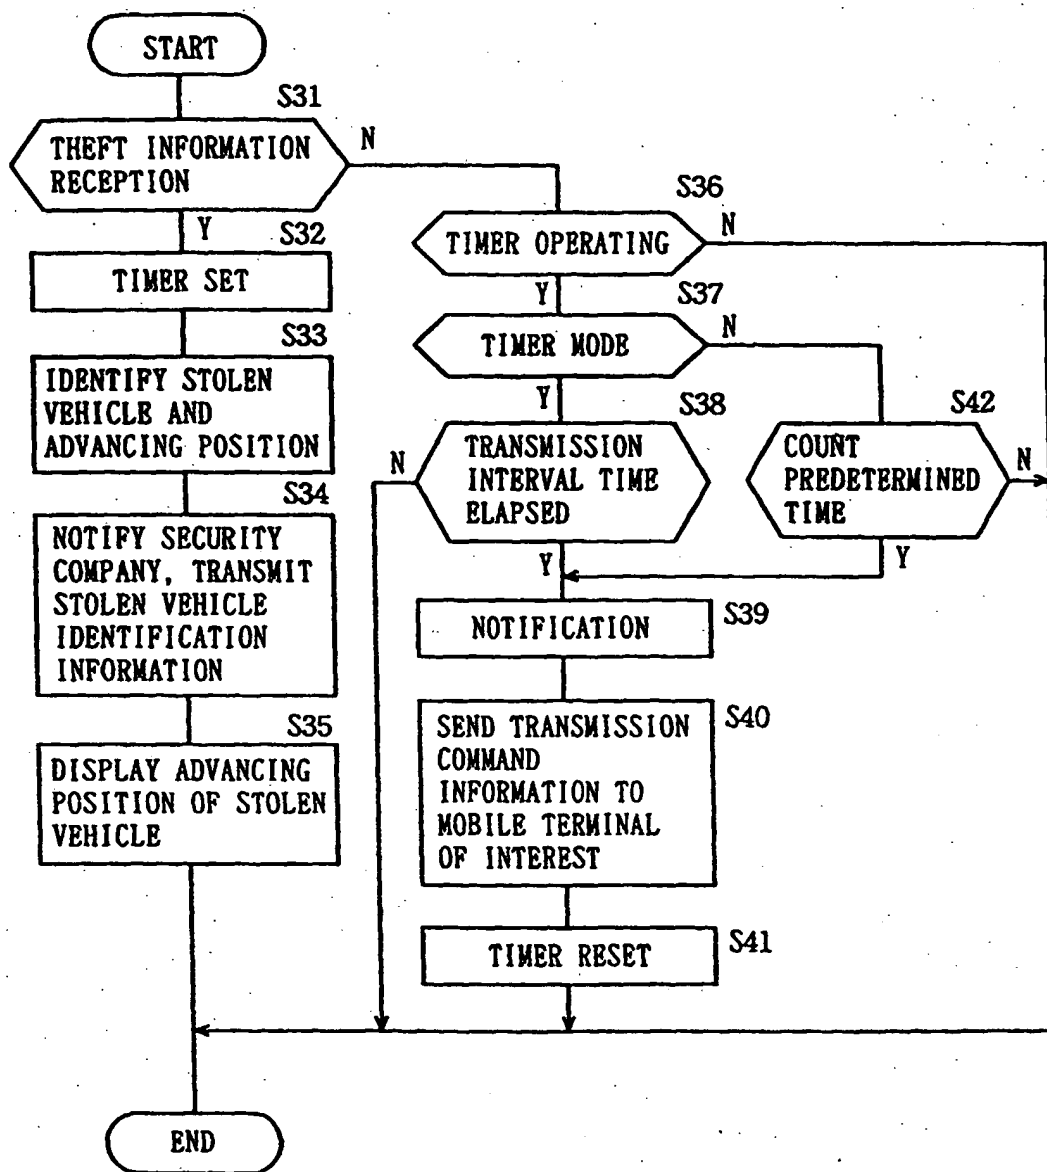 START
S31
THEFT INFORMATION
RECEPTION
N
Y
S32
TIMER SET
S33
IDENTIFY STOLEN
VEHICLE AND
ADVANCING POSITION
S34
NOTIFY SECURITY
COMPANY, TRANSMIT
STOLEN VEHICLE
IDENTIFICATION
INFORMATION
S35
DISPLAY ADVANCING
POSITION OF STOLEN
VEHICLE
S36
TIMER OPERATING
N
Y
S37
TIMER MODE
N
Y
S38
TRANSMISSION
INTERVAL TIME
ELAPSED
N
Y
S42
COUNT
PREDETERMINED
TIME
N
Y
NOTIFICATION
S39
SEND TRANSMISSION
COMMAND
INFORMATION TO
MOBILE TERMINAL
OF INTEREST
S40
TIMER RESET
S41
END